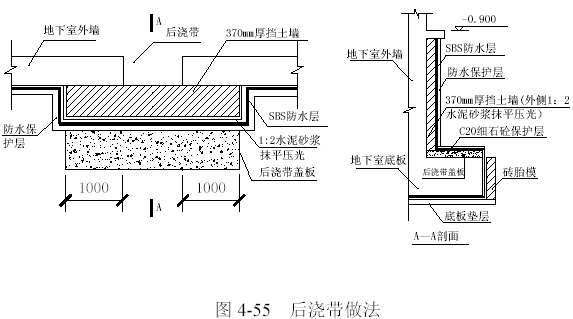 A
地下室外墙
后浇带
370mm厚挡土墙
防水保
护层
SBS防水层
1:2水泥砂浆
抹平压光
后浇带盖板
1000
1000
A
-0.900
地下室外墙
SBS防水层
防水保护层
370mm厚挡土墙(外侧1:2
水泥砂浆抹平压光)
C20细石砼保护层
地下室底板
后浇带盖板
砖胎模
底板垫层
A--A剖面
图 4-55 后浇带做法